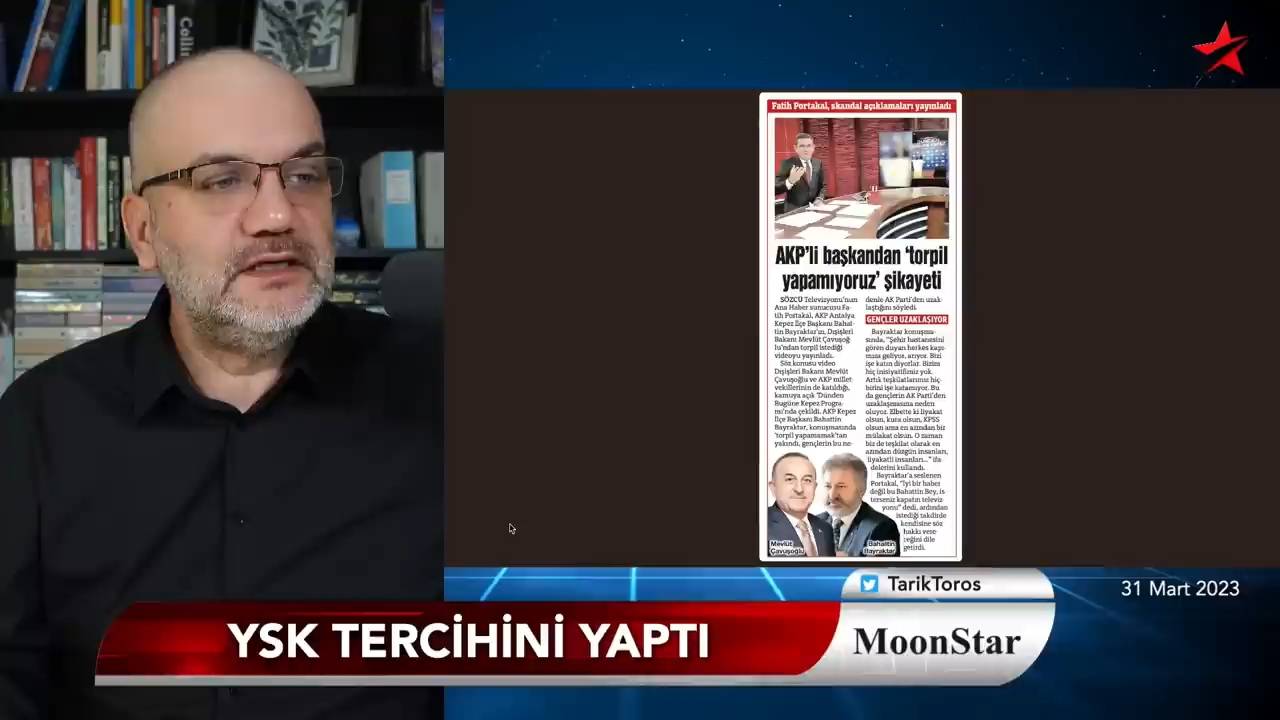 Colli
Fatih Portakal, skandal açıklamaları yayınladı
AKP'li başkandan 'torpil
yapamıyoruz' şikayeti
SÖZCÜ Televizyonu'nun
Ana Haber sunucusu Fa-
tih Portakal, AKP Antalya
Kepez İlçe Başkanı Bahat-
tin Bayraktar'ın, Dışişleri
Bakanı Mevlüt Çavuşoğ-
lu'ndan torpil istediği
videoyu yayınladı.
Söz konusu video
Dışişleri Bakanı Mevlüt
Çavuşoğlu ve AKP millet-
vekillerinin de katıldığı,
kamuya açık 'Dünden
Bugüne Kepez Progra-
mı'nda çekildi. AKP Kepez
İlçe Başkanı Bahattin
Bayraktar, konuşmasında
'torpil yapamamak'tan
yakındı, gençlerin bu ne-
denle AK Parti'den uzak-
laştığını söyledi.
GENÇLER UZAKLAŞIYOR
Bayraktar konuşma-
sında, "Şehir hastanesini
gören duyan herkes kapı-
mıza geliyor, arıyor. Bizi
işe katın diyorlar. Bizim
hiç inisiyatifimiz yok.
Artık teşkilatlarımız hiç-
birini işe katamıyor. Bu
da gençlerin AK Parti'den
uzaklaşmasına neden
oluyor. Elbette ki liyakat
olsun, kura olsun, KPSS
olsun ama en azından bir
mülakat olsun. O zaman
biz de teşkilat olarak en
azından düzgün insanları,
liyakatli insanları..." ifa-
delerini kullandı.
Bayraktar'a seslenen
Portakal, "İyi bir haber
değil bu Bahattin Bey, is
terseniz kapatın televiz-
yonu" dedi, ardından
istediği takdirde
kendisine söz
hakkı vere-
ceğini dile
getirdi.
Mevlüt
Çavuşoğlu
Bahattin
Bayraktar
TarikToros
31 Mart 2023
YSK TERCİHİNİ YAPTI
MoonStar